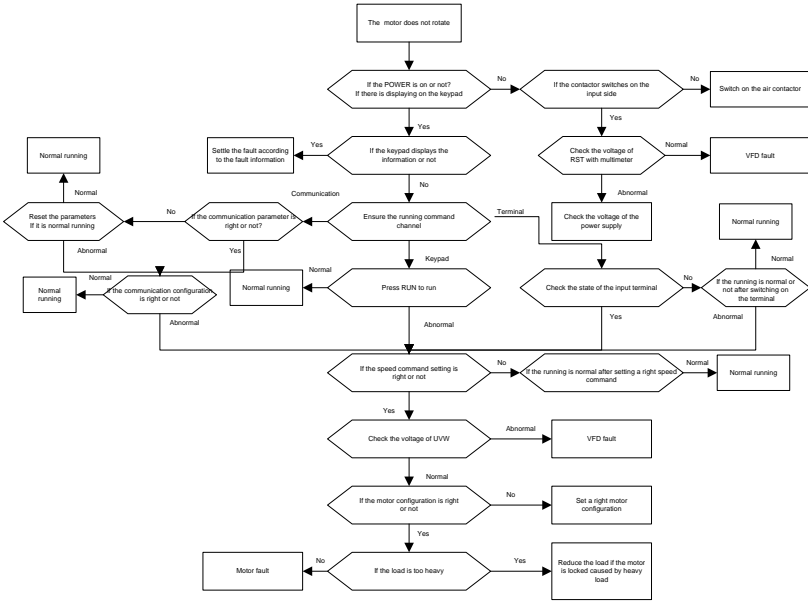 The motor does not rotate
If the POWER is on or not?
If there is displaying on the keypad
No
If the contactor switches on the
input side
No
Switch on the air contactor
Yes
Yes
Settle the fault according
to the fault information
Yes
If the keypad displays the
information or not
Check the voltage of
RST with multimeter
Normal
VFD fault
Normal running
Normal
No
Abnormal
Communication
Reset the parameters
If it is normal running
No
If the communication parameter is
right or not?
Ensure the running command
channel
Terminal
Check the voltage of the
power supply
Normal running
Abnormal
Yes
Keypad
Normal
Normal
running
Normal
If the communication configuration
is right or not
Normal running
Normal
Press RUN to run
Check the state of the input terminal
No
If the running is normal or
not after switching on
the terminal
Abnormal
Abnormal
Yes
Abnormal
If the speed command setting is
right or not
No
If the running is normal after setting a right speed
command
Normal
Normal running
Yes
Check the voltage of UVW
Abnormal
VFD fault
Normal
If the motor configuration is right
or not
No
Set a right motor
configuration
Yes
Motor fault
No
If the load is too heavy
Yes
Reduce the load if the motor
is locked caused by heavy
load